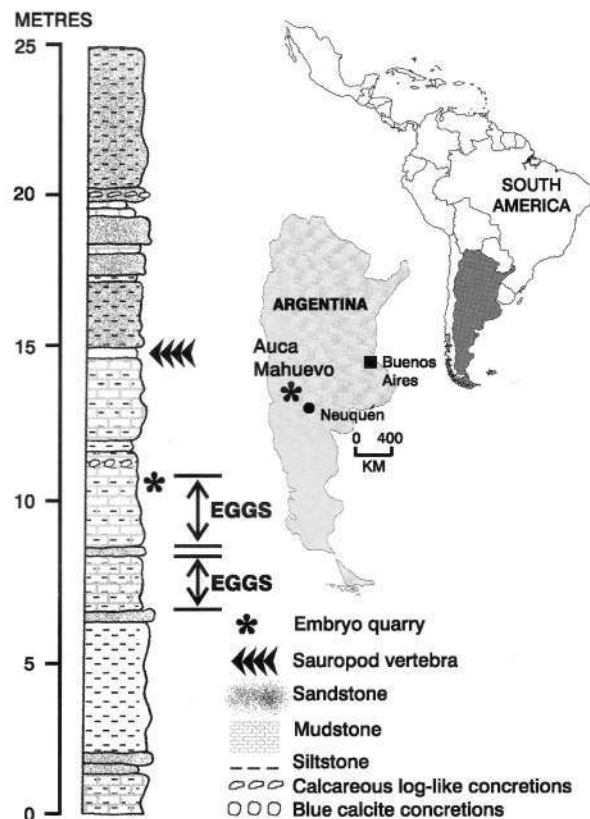 METRES
25
20
15
10
5
0
EGGS
EGGS
SOUTH
AMERICA
ARGENTINA
Auca
Mahuevo
Buenos
Aires
Neuquen
0 400
KM
Embryo quarry
Sauropod vertebra
Sandstone
Mudstone
Siltstone
Calcareous log-like concretions
Blue calcite concretions